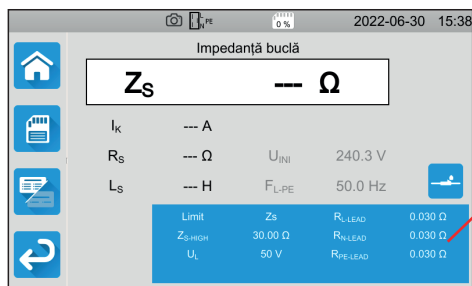 L N PE 0 % 2022-06-30 15:38
Impedanță buclă
ZS --- Ω
IK --- A
RS --- Ω UINI 240.3 V
LS --- H FL-PE 50.0 Hz
Limit Zs RL-LEAD 0.030 Ω
ZS-HIGH 30.00 Ω RN-LEAD 0.030 Ω
UL 50 V RPE-LEAD 0.030 Ω